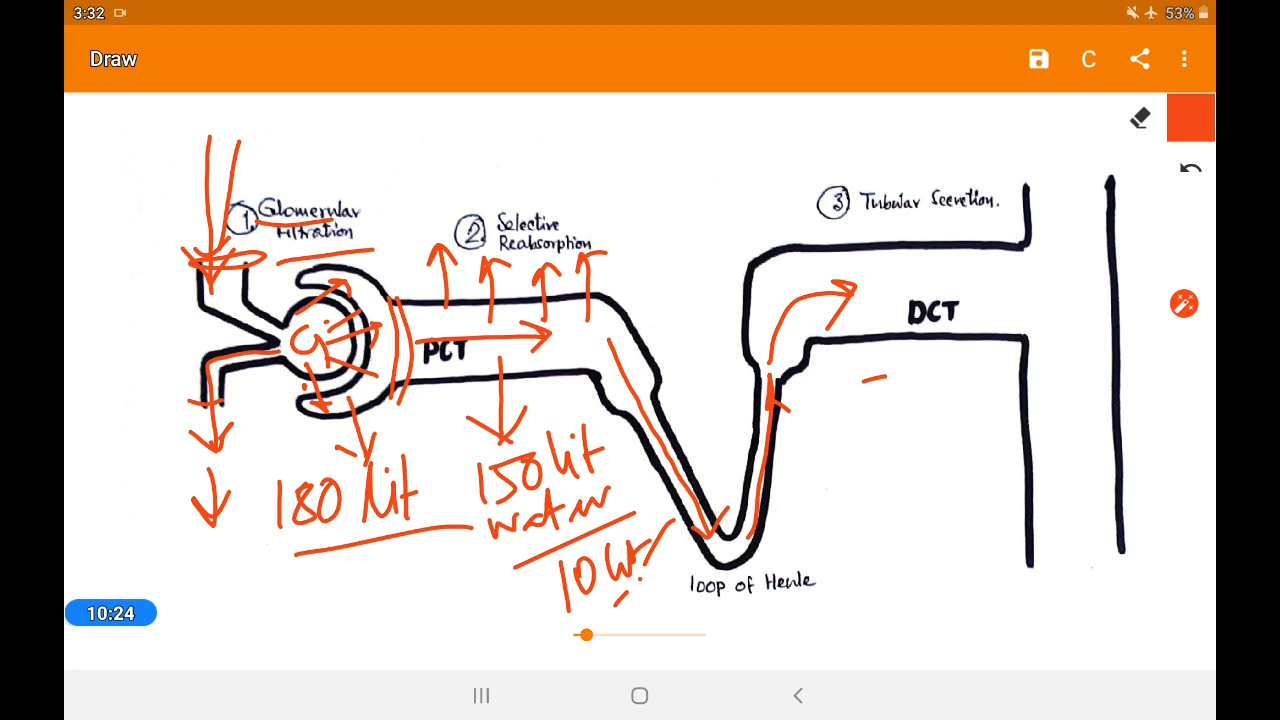 3:32
53%
Draw
C
1 Glomerular
Filtration
2 Selective
Reabsorption
3 Tubular Secretion.
G
PCT
DCT
180 lit
150 lit
water
10 lit.
loop of Henle
10:24